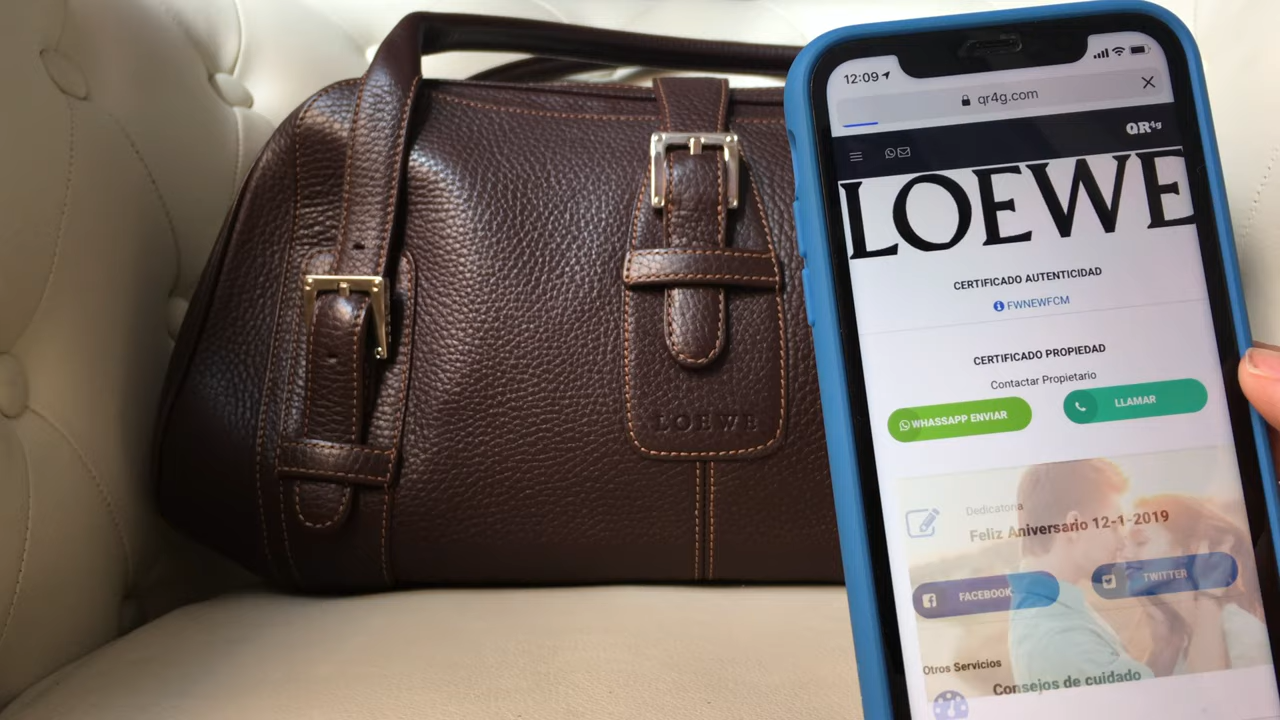 LOEWE
12:09
qr4g.com
QR4g
LOEWE
CERTIFICADO AUTENTICIDAD
FWNEWFCM
CERTIFICADO PROPIEDAD
Contactar Propietario
WHASSAPP ENVIAR
LLAMAR
Dedicatoria
Feliz Aniversario 12-1-2019
FACEBOOK
TWITTER
Otros Servicios
Consejos de cuidado